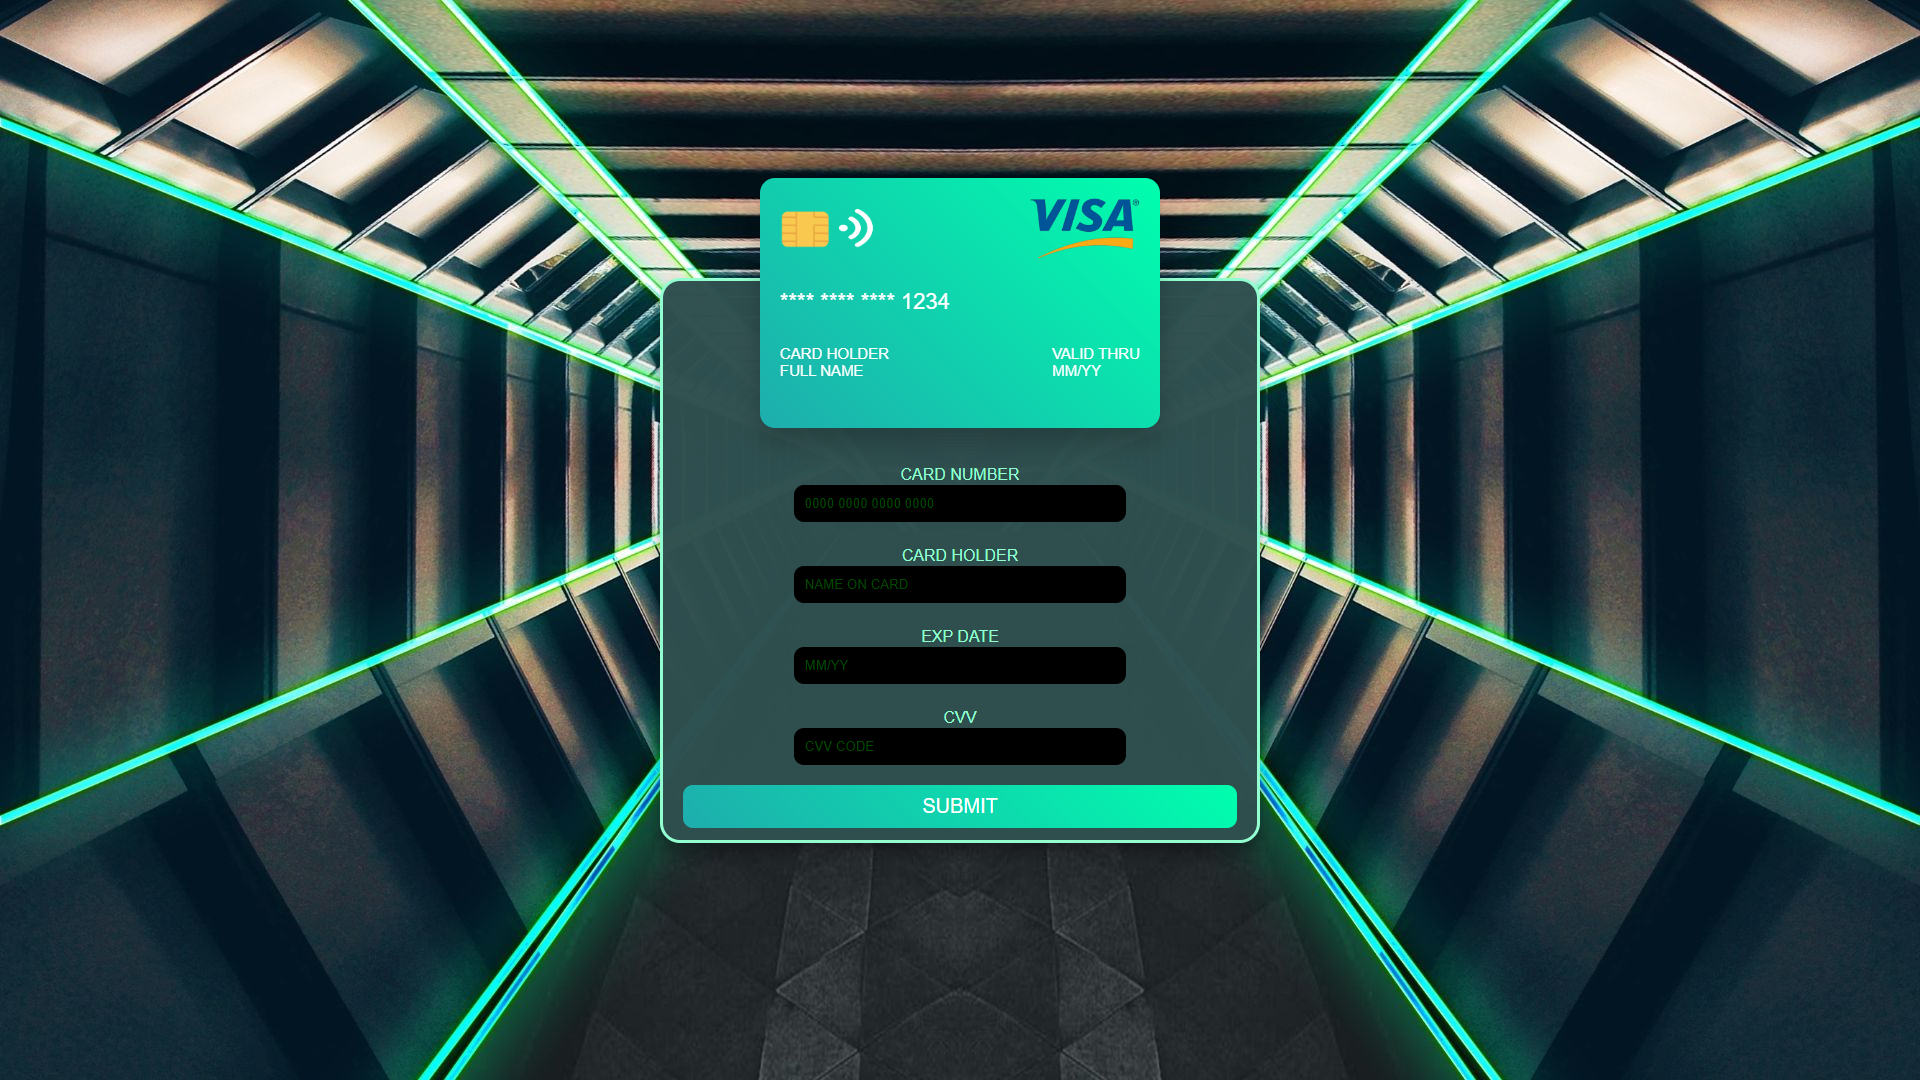 VISA®
**** **** **** 1234
CARD HOLDER
FULL NAME
VALID THRU
MM/YY
CARD NUMBER
0000 0000 0000 0000
CARD HOLDER
NAME ON CARD
EXP DATE
MM/YY
CVV
CVV CODE
SUBMIT